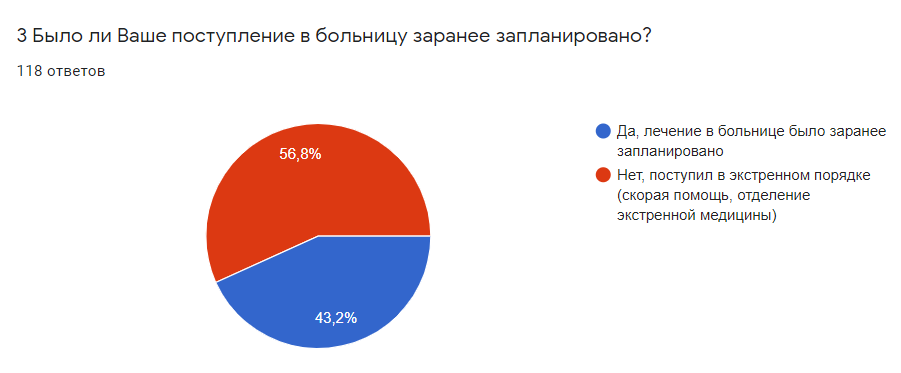 3 Было ли Ваше поступление в больницу заранее запланировано?
118 ответов
56,8%
43,2%
Да, лечение в больнице было заранее
запланировано
Нет, поступил в экстренном порядке
(скорая помощь, отделение
экстренной медицины)